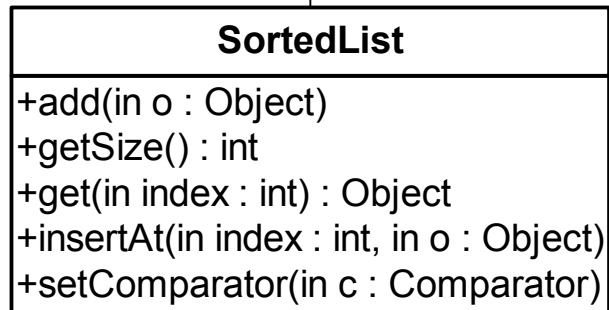 SortedList
+add(in o : Object)
+getSize() : int
+get(in index : int) : Object
+insertAt(in index : int, in o : Object)
+setComparator(in c : Comparator)